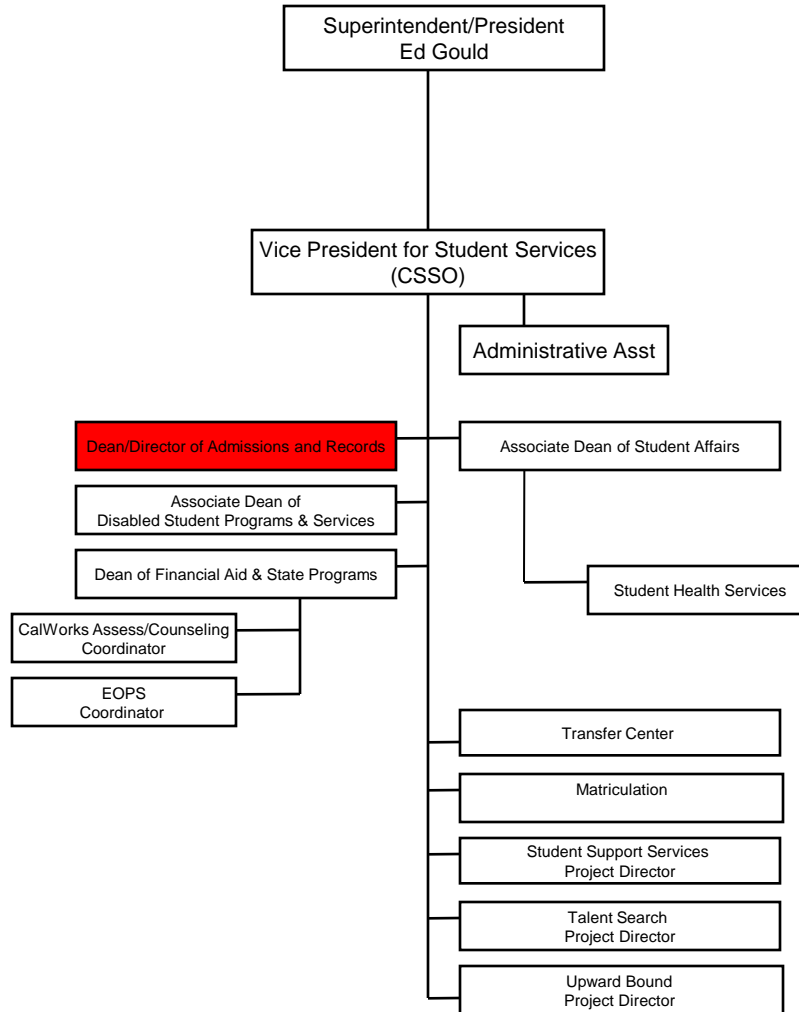 Superintendent/President
Ed Gould
Vice President for Student Services
(CSSO)
Administrative Asst
Dean/Director of Admissions and Records
Associate Dean of Student Affairs
Associate Dean of
Disabled Student Programs & Services
Dean of Financial Aid & State Programs
Student Health Services
CalWorks Assess/Counseling
Coordinator
EOPS
Coordinator
Transfer Center
Matriculation
Student Support Services
Project Director
Talent Search
Project Director
Upward Bound
Project Director